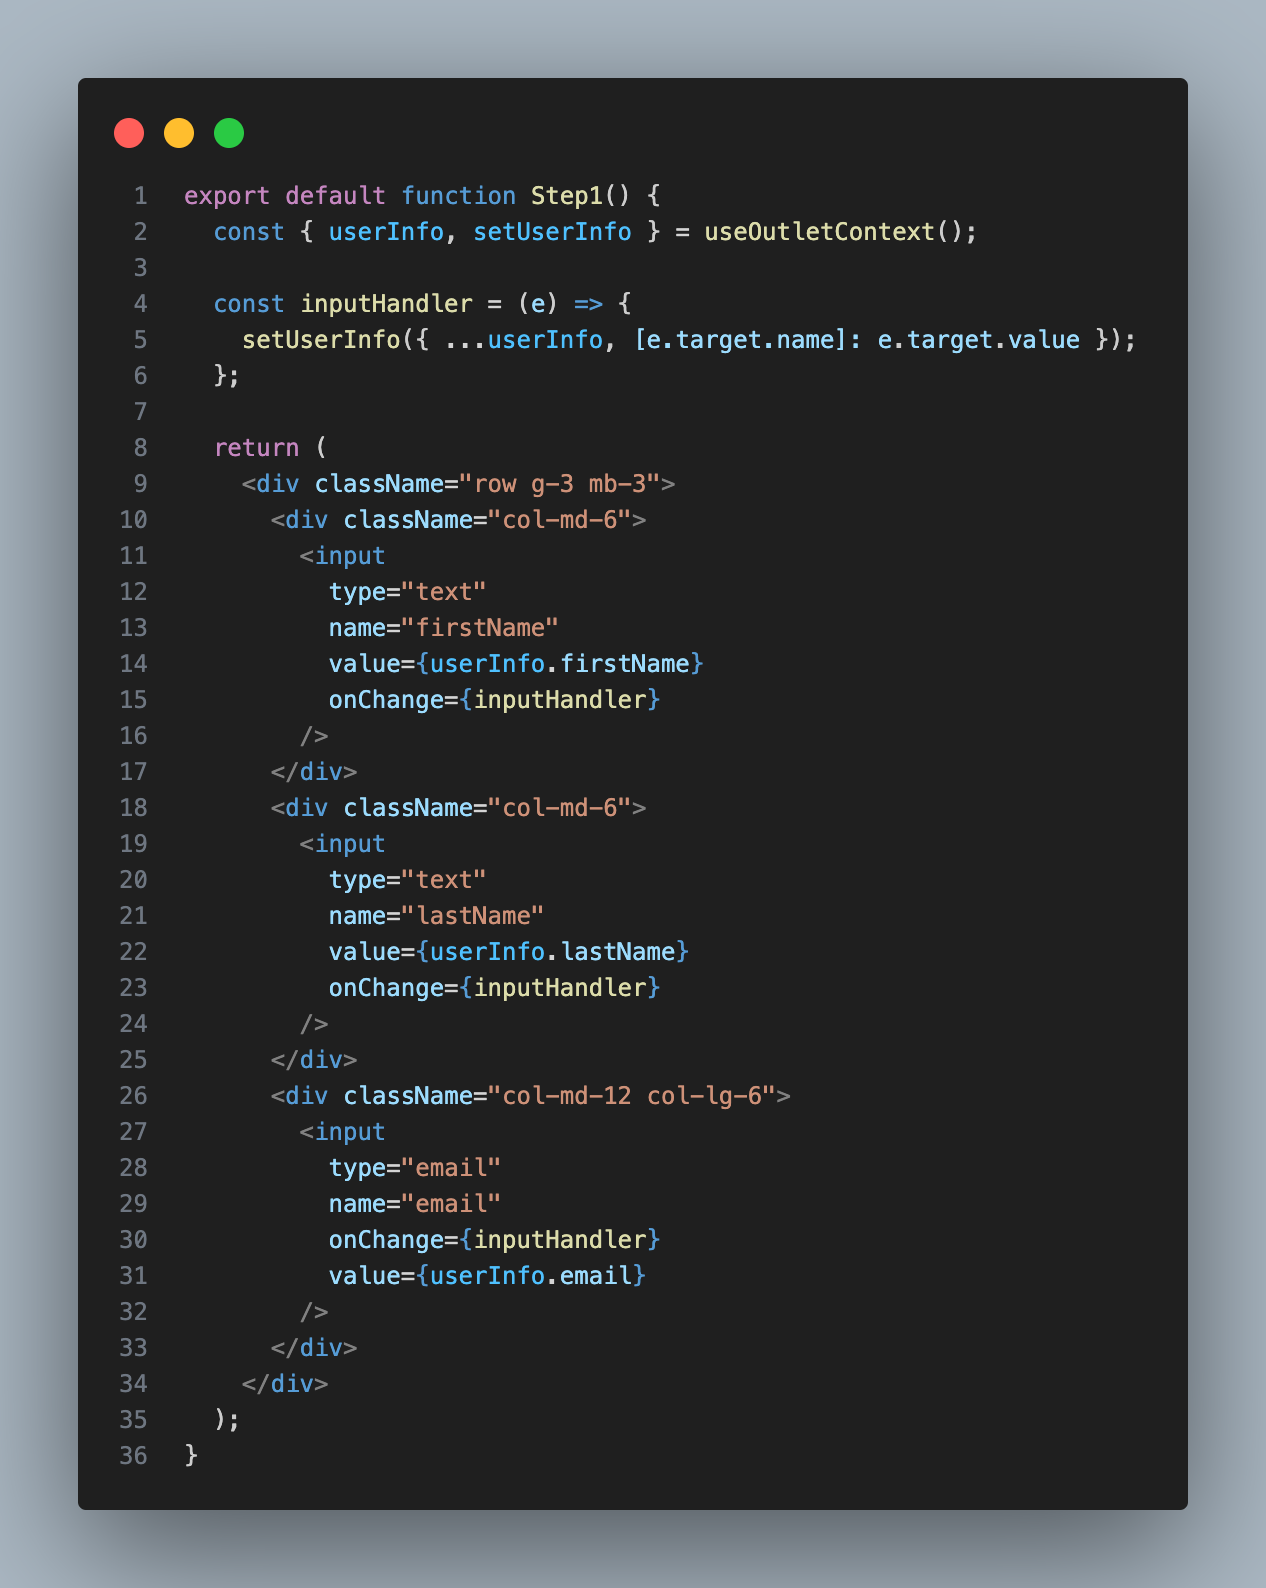 1 export default function Step1() {
2   const { userInfo, setUserInfo } = useOutletContext();
3
4   const inputHandler = (e) => {
5     setUserInfo({ ...userInfo, [e.target.name]: e.target.value });
6   };
7
8   return (
9     <div className="row g-3 mb-3">
10       <div className="col-md-6">
11         <input
12           type="text"
13           name="firstName"
14           value={userInfo.firstName}
15           onChange={inputHandler}
16         />
17       </div>
18       <div className="col-md-6">
19         <input
20           type="text"
21           name="lastName"
22           value={userInfo.lastName}
23           onChange={inputHandler}
24         />
25       </div>
26       <div className="col-md-12 col-lg-6">
27         <input
28           type="email"
29           name="email"
30           onChange={inputHandler}
31           value={userInfo.email}
32         />
33       </div>
34     </div>
35   );
36 }